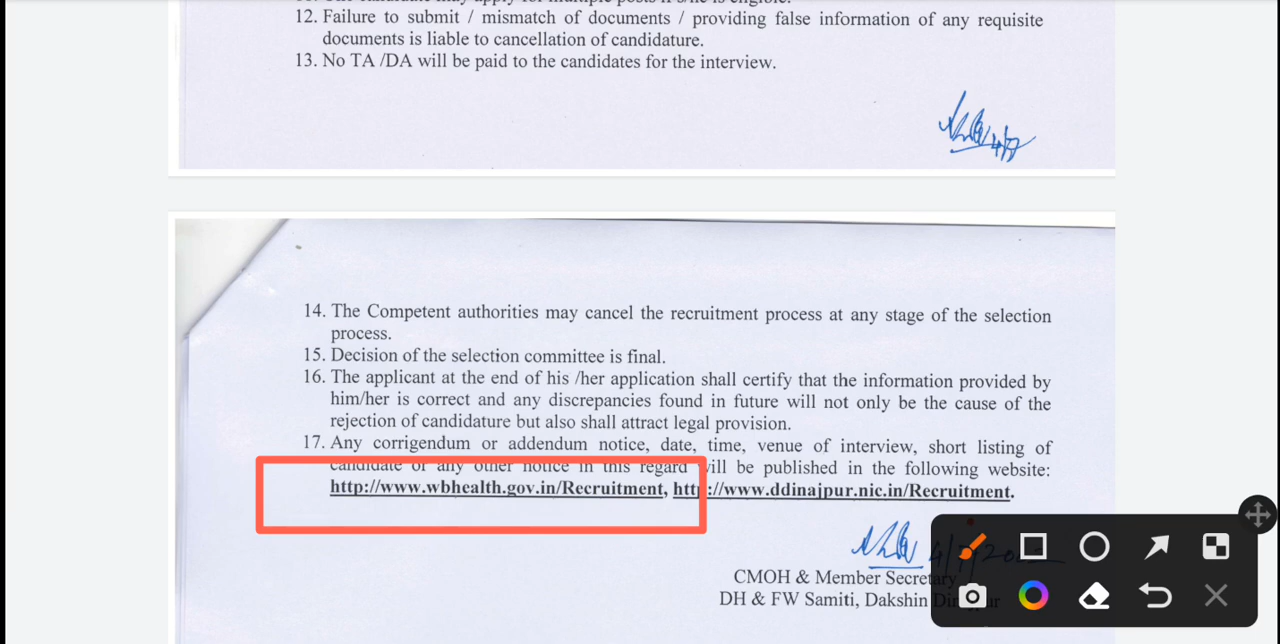 12. Failure to submit / mismatch of documents / providing false information of any requisite
documents is liable to cancellation of candidature.
13. No TA /DA will be paid to the candidates for the interview.
14. The Competent authorities may cancel the recruitment process at any stage of the selection
process.
15. Decision of the selection committee is final.
16. The applicant at the end of his /her application shall certify that the information provided by
him/her is correct and any discrepancies found in future will not only be the cause of the
rejection of candidature but also shall attract legal provision.
17. Any corrigendum or addendum notice, date, time, venue of interview, short listing of
candidate or any other notice in this regard will be published in the following website:
http://www.wbhealth.gov.in/Recruitment, http://www.ddinajpur.nic.in/Recruitment.
CMOH & Member Secretary
DH & FW Samiti, Dakshin